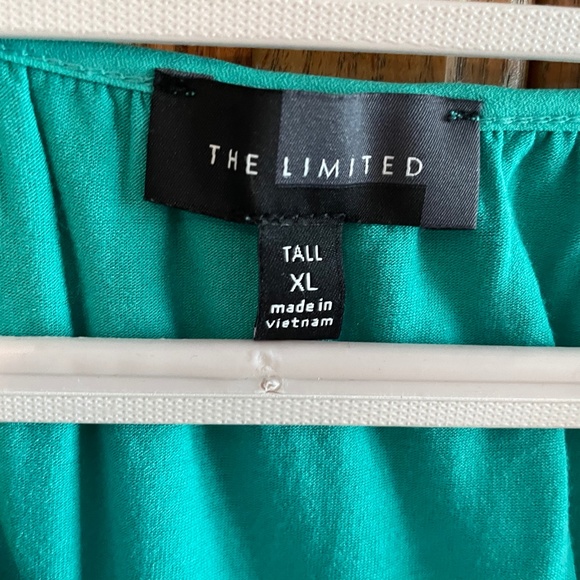 THE LIMITED
TALL
XL
made in
vietnam